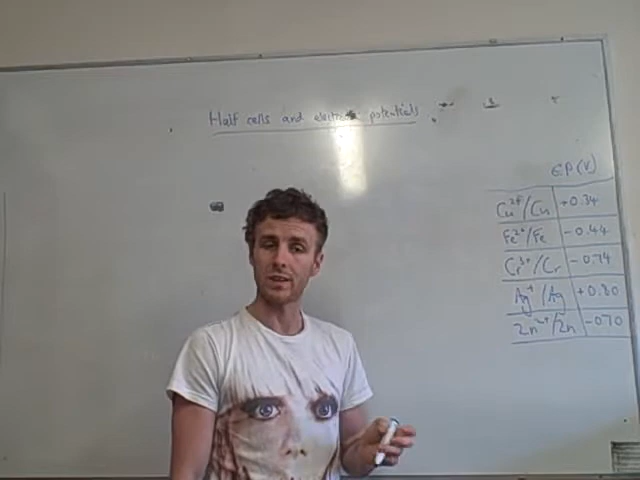 Half cells and electrode potentials
EP (V)
Cu²⁺/Cu +0.34
Fe²⁺/Fe -0.44
Cr³⁺/Cr -0.74
Ag⁺/Ag +0.80
Zn²⁺/Zn -0.70